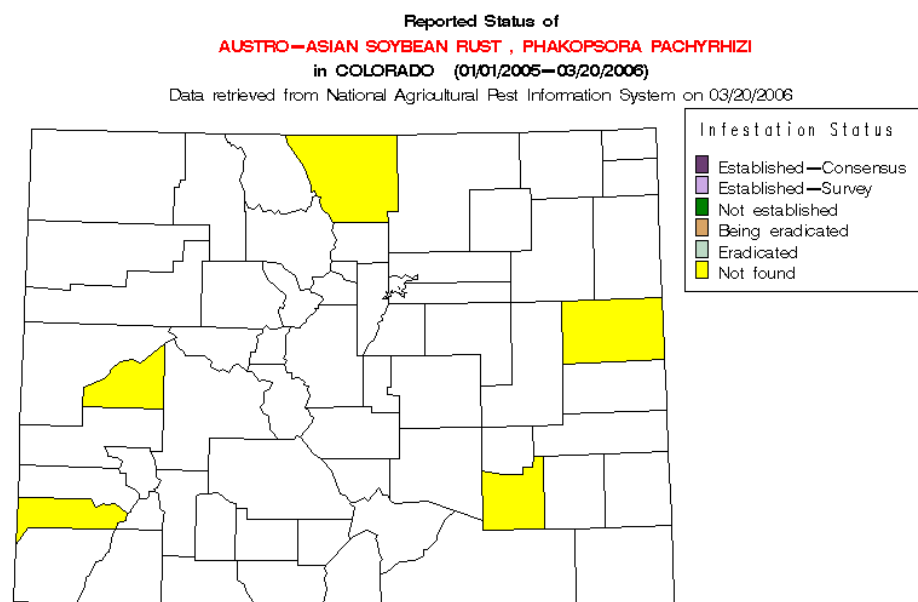 Reported Status of
AUSTRO-ASIAN SOYBEAN RUST , PHAKOPSORA PACHYRHIZI
in COLORADO (01/01/2005-03/20/2006)
Data retrieved from National Agricultural Pest Information System on 03/20/2006
Infestation Status
Established-Consensus
Established-Survey
Not established
Being eradicated
Eradicated
Not found